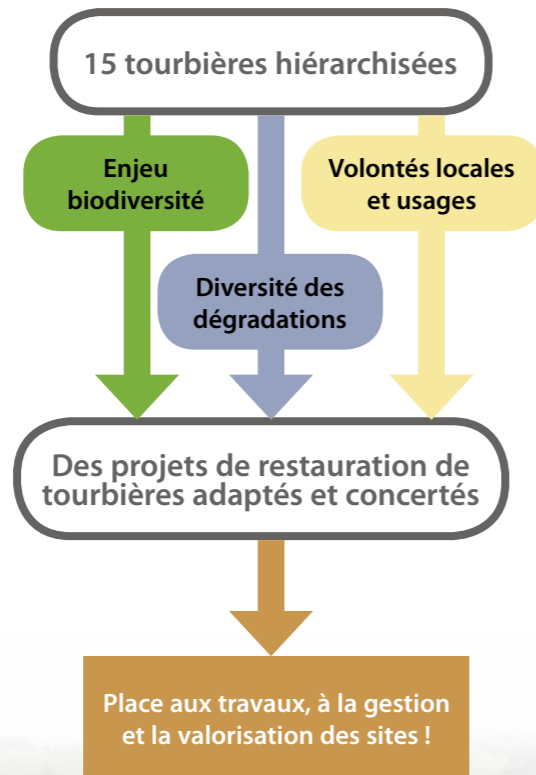 15 tourbières hiérarchisées
Enjeu
biodiversité
Volontés locales
et usages
Diversité des
dégradations
Des projets de restauration de
tourbières adaptés et concertés
Place aux travaux, à la gestion
et la valorisation des sites !